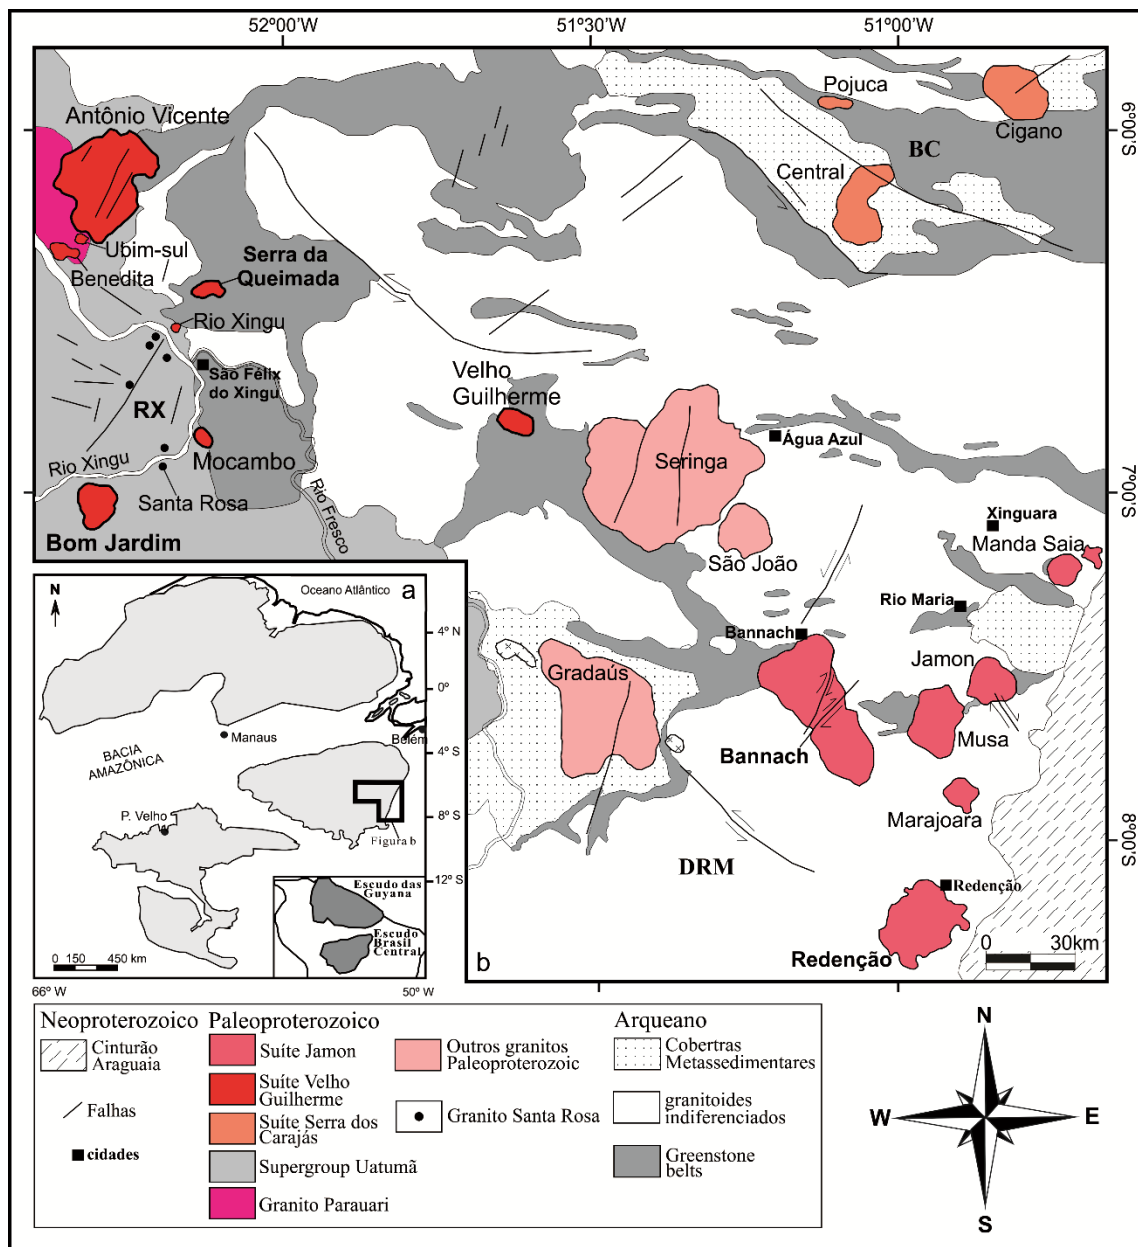 52°00'W
51°30'W
51°00'W
Antônio Vicente
Pojuca
Cigano
6°00'S
BC
Central
Ubim-sul
Benedita
Serra da
Queimada
Rio Xingu
São Félix
do Xingu
RX
Velho
Guilherme
Rio Xingu
Mocambo
Seringa
Água Azul
Santa Rosa
Rio Fresco
7°00'S
Bom Jardim
São João
Xinguara
Manda Saia
Rio Maria
Bannach
Jamon
Gradaús
Bannach
Musa
Marajoara
8°00'S
DRM
Redenção
Redenção
0
30km
b
a
N
Oceano Atlântico
4° N
0°
Belém
Manaus
4° S
BACIA
AMAZÔNICA
P. Velho
8° S
Figura b
12° S
Escudo das
Guyana
Escudo
Brasil
Central
0 150 450 km
66° W
50° W
Neoproterozoico
Cinturão
Araguaia
Falhas
cidades
Paleoproterozoico
Suíte Jamon
Suíte Velho
Guilherme
Suíte Serra dos
Carajás
Supergroup Uatumã
Granito Parauari
Outros granitos
Paleoproterozoic
Granito Santa Rosa
Arqueano
Cobertras
Metassedimentares
granitoides
indiferenciados
Greenstone
belts
N
W
E
S